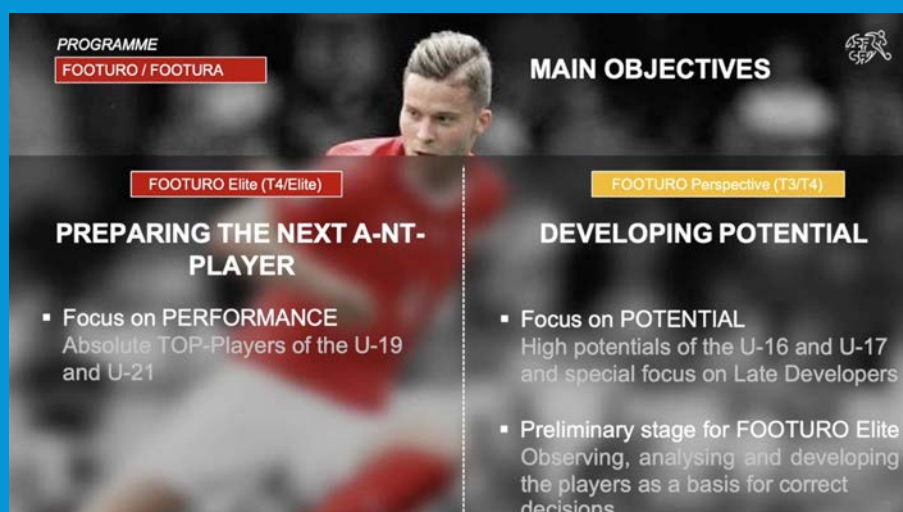 PROGRAMME
FOOTURO / FOOTURA
MAIN OBJECTIVES
FOOTURO Elite (T4/Elite)
PREPARING THE NEXT A-NT-
PLAYER
▪ Focus on PERFORMANCE
Absolute TOP-Players of the U-19
and U-21
FOOTURO Perspective (T3/T4)
DEVELOPING POTENTIAL
▪ Focus on POTENTIAL
High potentials of the U-16 and U-17
and special focus on Late Developers
▪ Preliminary stage for FOOTURO Elite
Observing, analysing and developing
the players as a basis for correct
decisions